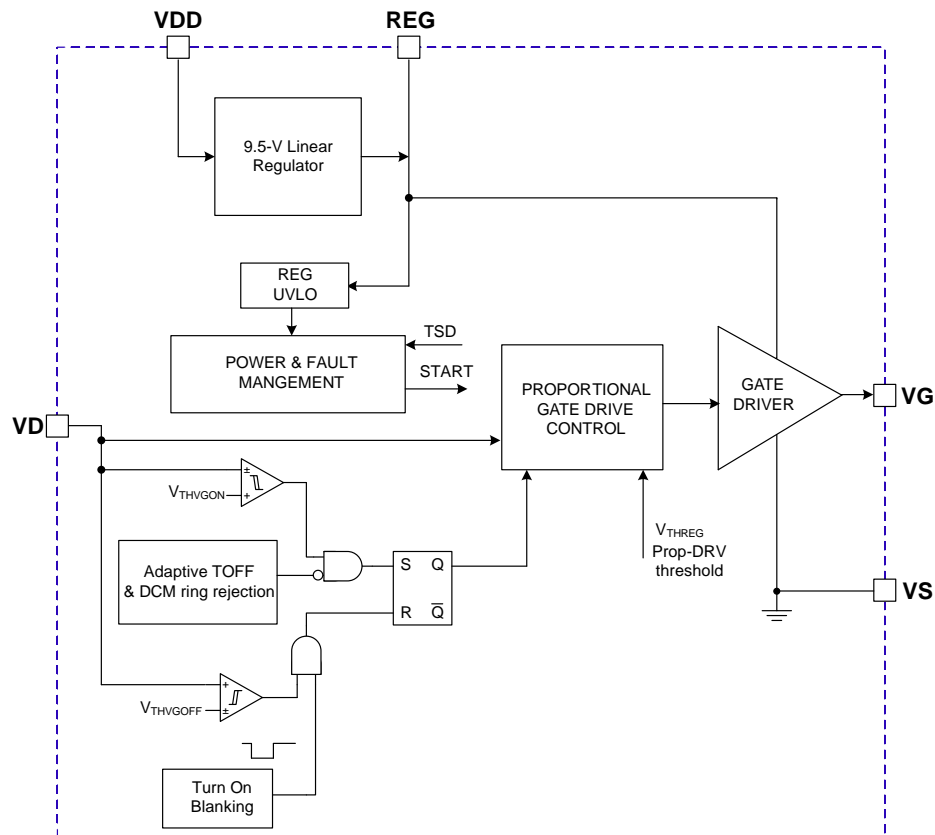 VDD
REG
9.5-V Linear
Regulator
REG
UVLO
TSD
POWER & FAULT
MANGEMENT
START
PROPORTIONAL
GATE DRIVE
CONTROL
GATE
DRIVER
VG
VD
±
+
VTHVGON
VTHREG
Prop-DRV
threshold
Adaptive TOFF
& DCM ring rejection
S Q
R Q̅
VS
+
±
VTHVGOFF
Turn On
Blanking